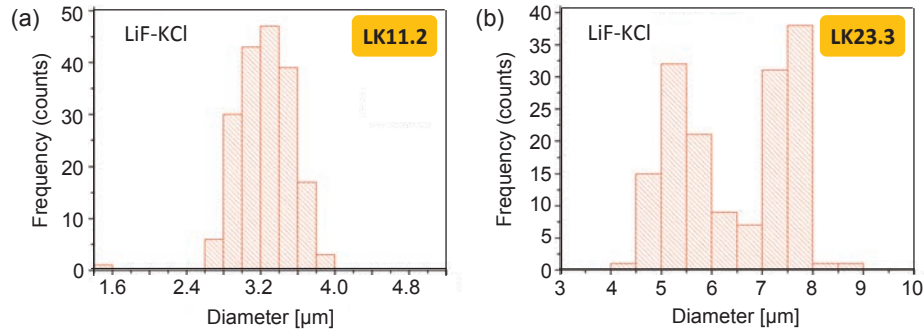 (a)
LiF-KCl
LK11.2
Frequency (counts)
50
40
30
20
10
0
1.6 2.4 3.2 4.0 4.8
Diameter [µm]
(b)
LiF-KCl
LK23.3
Frequency (counts)
40
35
30
25
20
15
10
5
0
3 4 5 6 7 8 9 10
Diameter [µm]